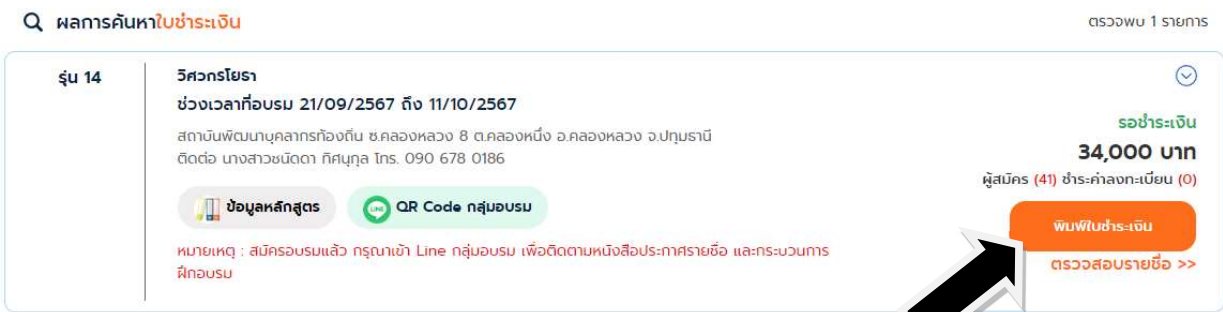 ผลการค้นหาใบชำระเงิน
ตรวจพบ 1 รายการ
รุ่น 14
วิศวกรโยธา
ช่วงเวลาที่อบรม 21/09/2567 ถึง 11/10/2567
สถาบันพัฒนาบุคลากรท้องถิ่น ซ.คลองหลวง 8 ต.คลองหนึ่ง อ.คลองหลวง จ.ปทุมธานี
ติดต่อ นางสาวชนัดดา ทิศนุกุล โทร. 090 678 0186
รอชำระเงิน
34,000 บาท
ผู้สมัคร (41) ชำระค่าลงทะเบียน (0)
ข้อมูลหลักสูตร
LINE QR Code กลุ่มอบรม
พิมพ์ใบชำระเงิน
หมายเหตุ : สมัครอบรมแล้ว กรุณาเข้า Line กลุ่มอบรม เพื่อติดตามหนังสือประกาศรายชื่อ และกระบวนการ
ฝึกอบรม
ตรวจสอบรายชื่อ >>